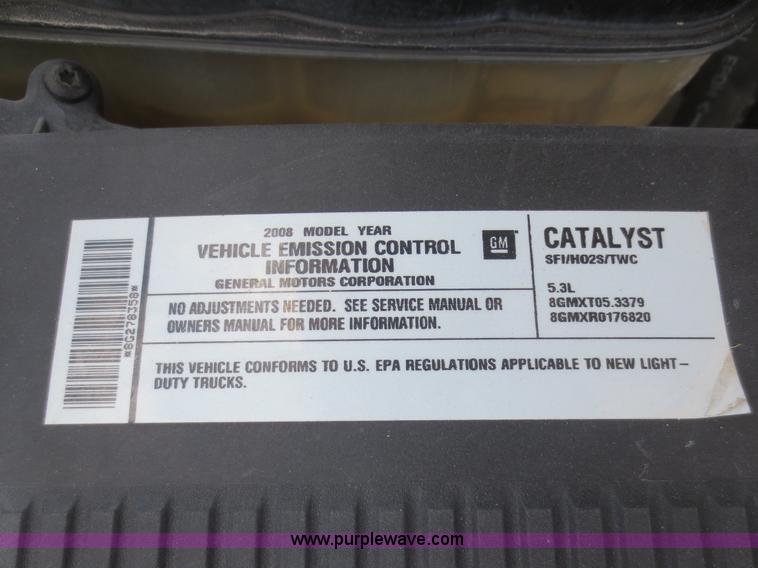 2008 MODEL YEAR
VEHICLE EMISSION CONTROL
INFORMATION
GENERAL MOTORS CORPORATION
GM
CATALYST
SFI/HO2S/TWC
5.3L
8GMXT05.3379
8GMXR0176820
NO ADJUSTMENTS NEEDED. SEE SERVICE MANUAL OR
OWNERS MANUAL FOR MORE INFORMATION.
THIS VEHICLE CONFORMS TO U.S. EPA REGULATIONS APPLICABLE TO NEW LIGHT-
DUTY TRUCKS.
*8G278358*
www.purplewave.com